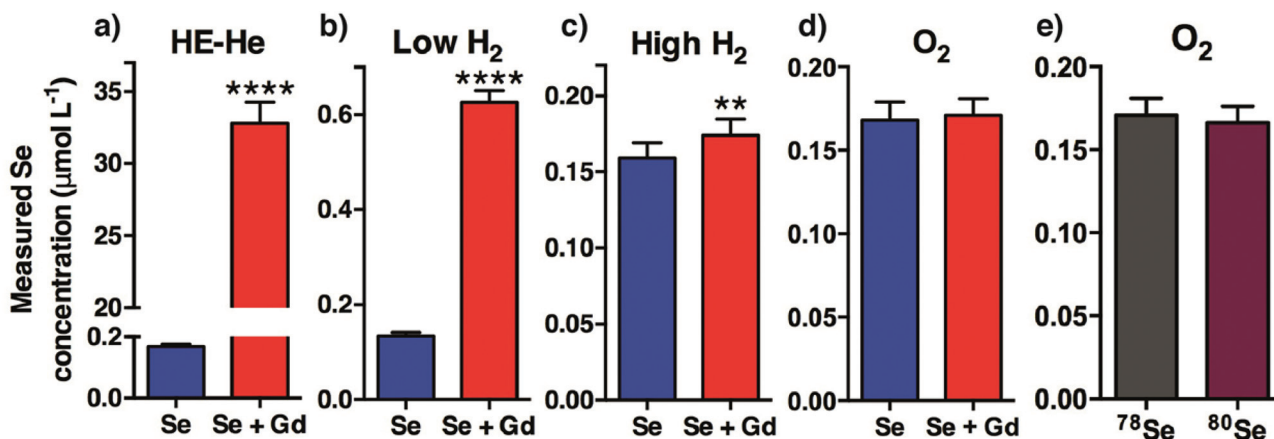 a) HE-He
b) Low H₂
c) High H₂
d) O₂
e) O₂
Measured Se
concentration (μmol L⁻¹)
35
33
25
20
0.2
0.0
****
Se Se + Gd
0.6
0.4
0.2
0.0
****
Se Se + Gd
0.20
0.15
0.10
0.05
0.00
**
Se Se + Gd
0.20
0.15
0.10
0.05
0.00
Se Se + Gd
0.20
0.15
0.10
0.05
0.00
⁷⁸Se ⁸⁰Se